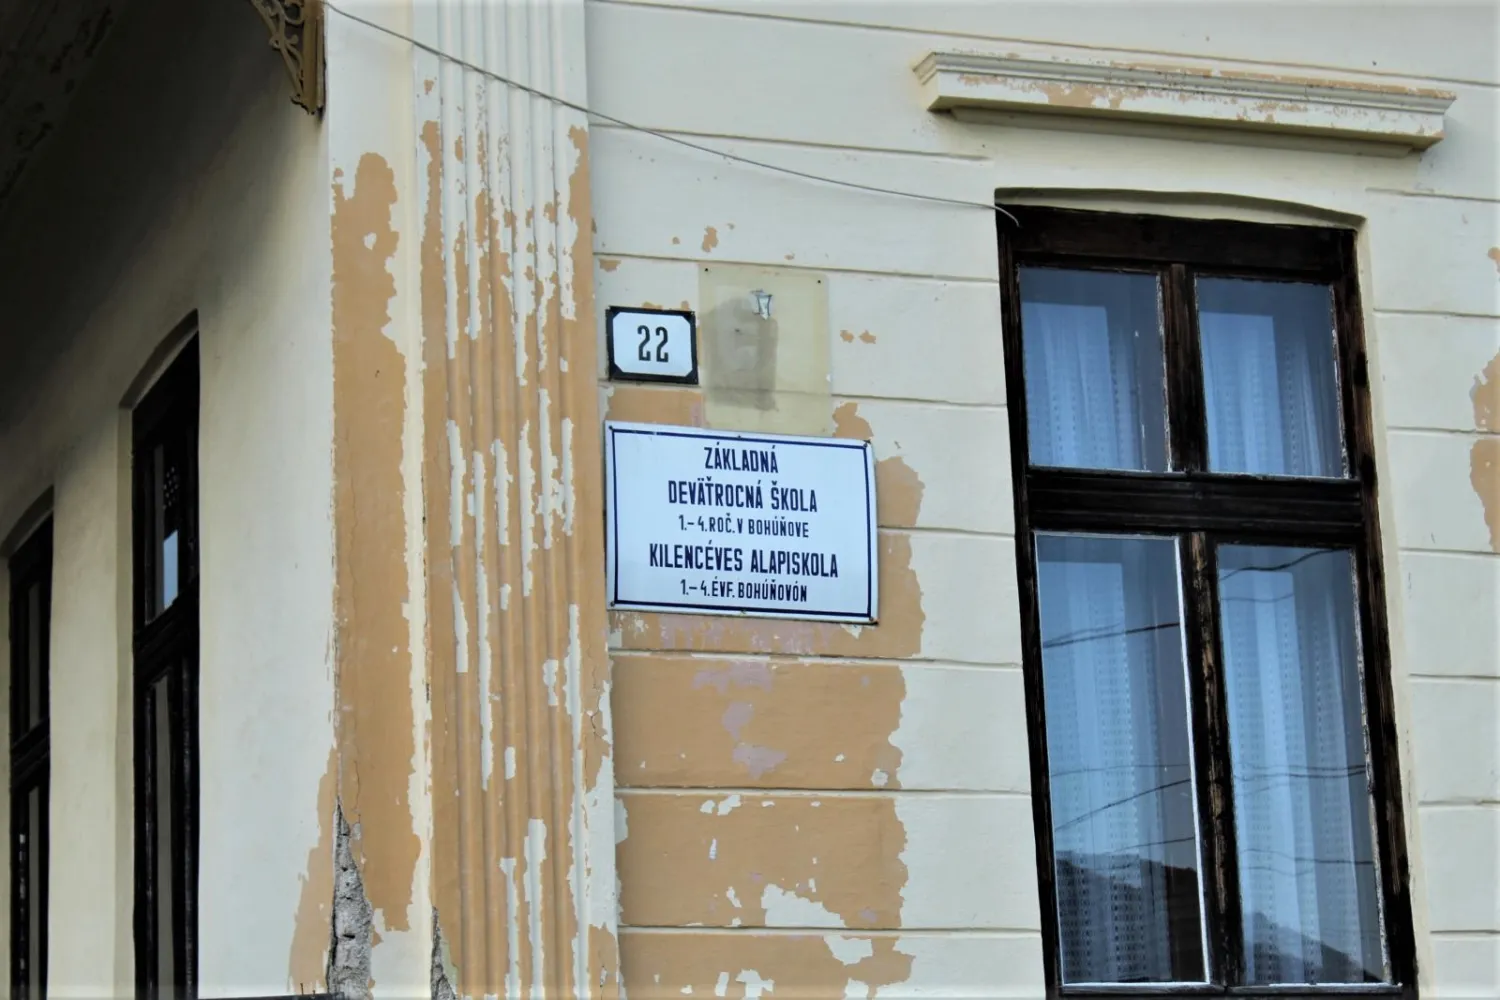 22
ZÁKLADNÁ
DEVÄŤROČNÁ ŠKOLA
1.-4.ROČ.V BOHÚŇOVE
KILENCÉVES ALAPISKOLA
1.-4.ÉVF.BOHÚŇOVÓN